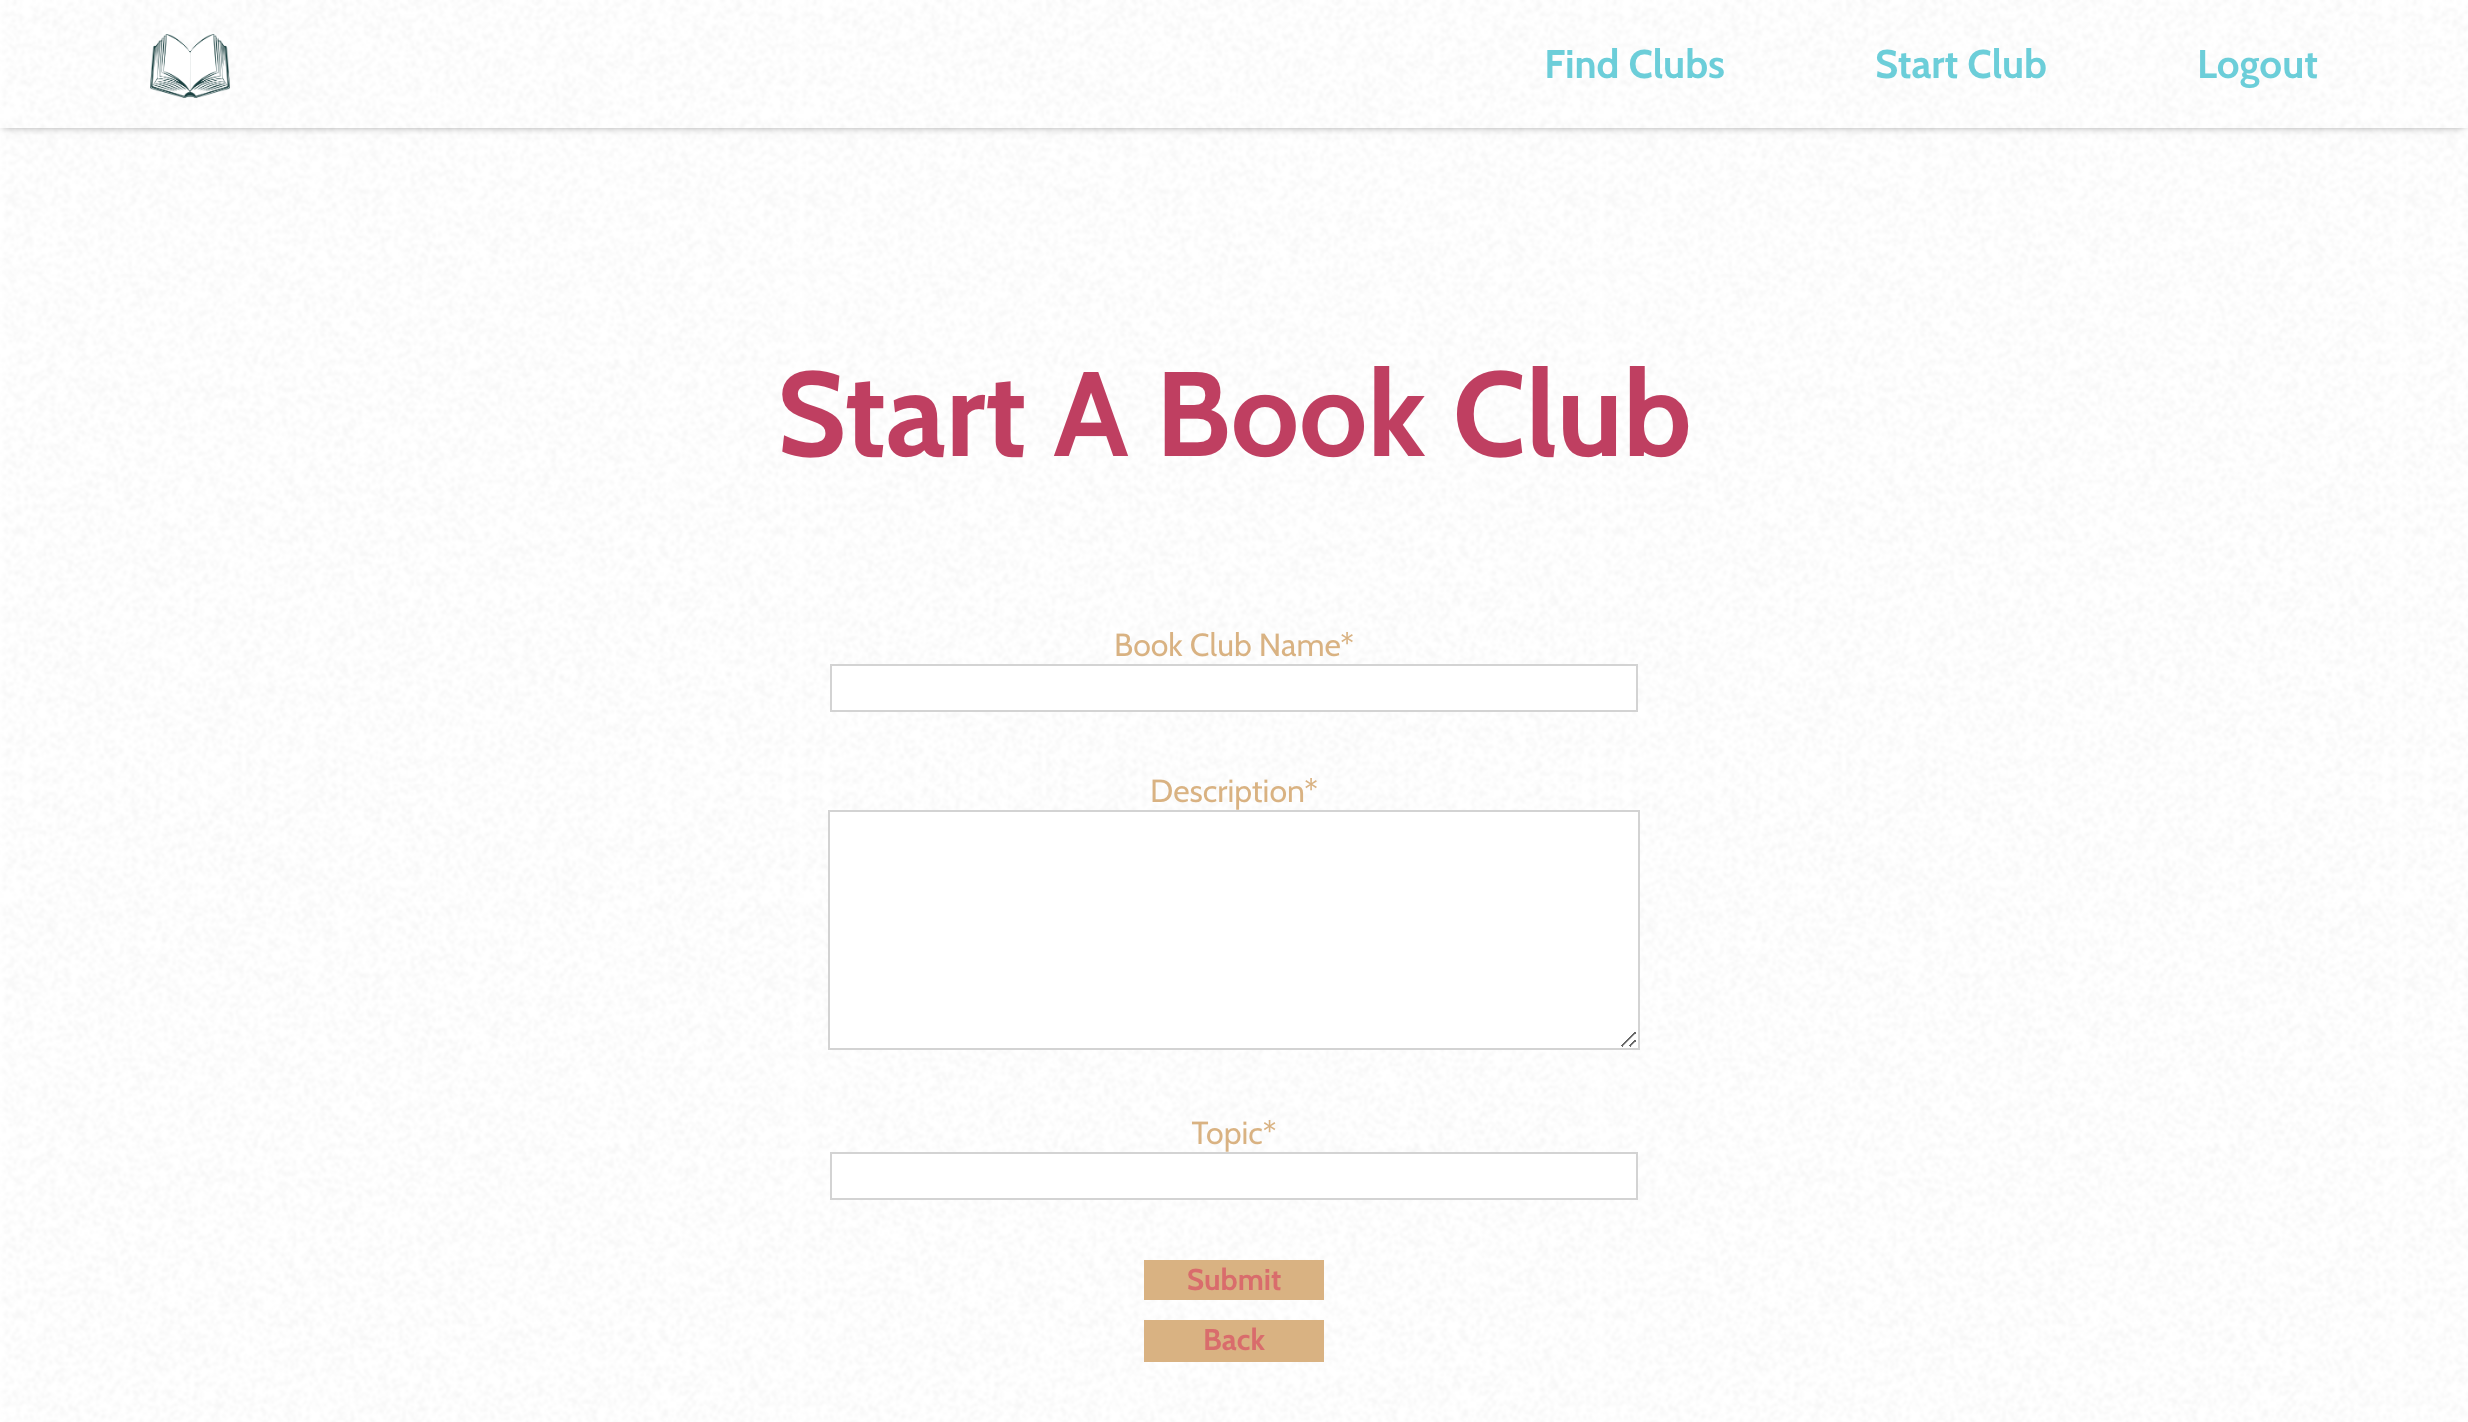 Find Clubs Start Club Logout
Start A Book Club
Book Club Name*
Description*
Topic*
Submit
Back